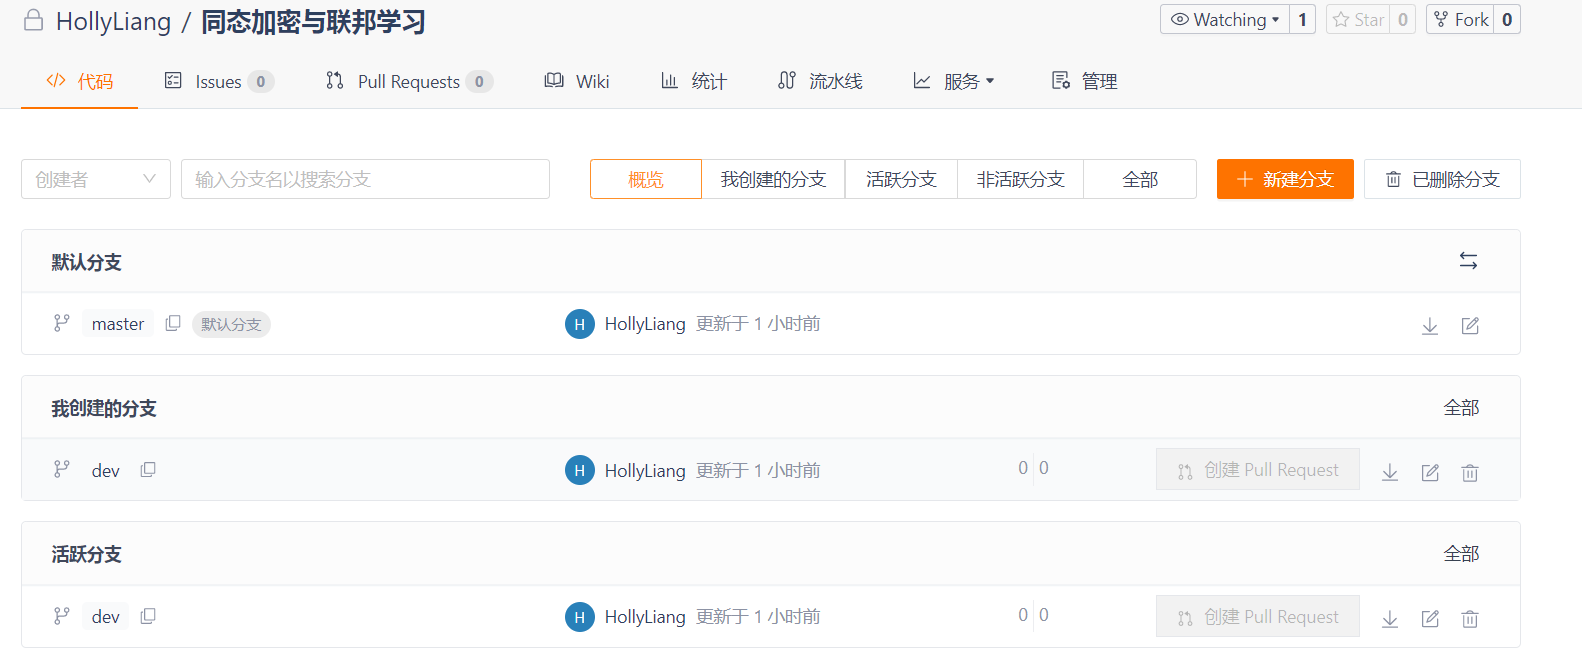 HollyLiang / 同态加密与联邦学习 Watching 1 Star 0 Fork 0
代码 Issues 0 Pull Requests 0 Wiki 统计 流水线 服务 管理
创建者 输入分支名以搜索分支 概览 我创建的分支 活跃分支 非活跃分支 全部 + 新建分支 已删除分支
默认分支
master 默认分支 H HollyLiang 更新于 1 小时前
我创建的分支 全部
dev H HollyLiang 更新于 1 小时前 0 0 创建 Pull Request
活跃分支 全部
dev H HollyLiang 更新于 1 小时前 0 0 创建 Pull Request